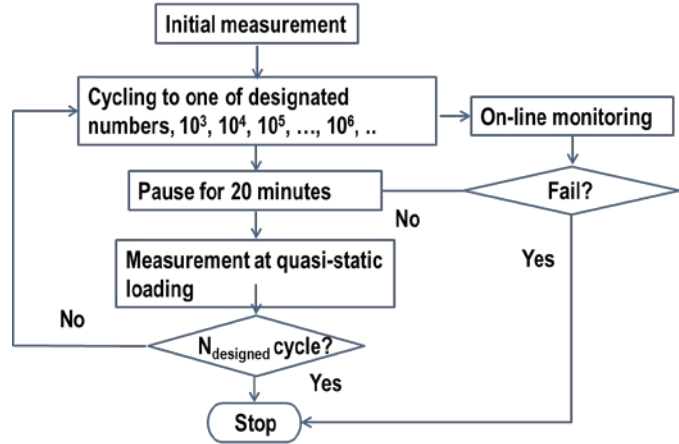 Initial measurement
Cycling to one of designated
numbers, 10³, 10⁴, 10⁵, ..., 10⁶, ..
On-line monitoring
Pause for 20 minutes
Fail?
No
Measurement at quasi-static
loading
Yes
No
N_designed cycle?
Yes
Stop